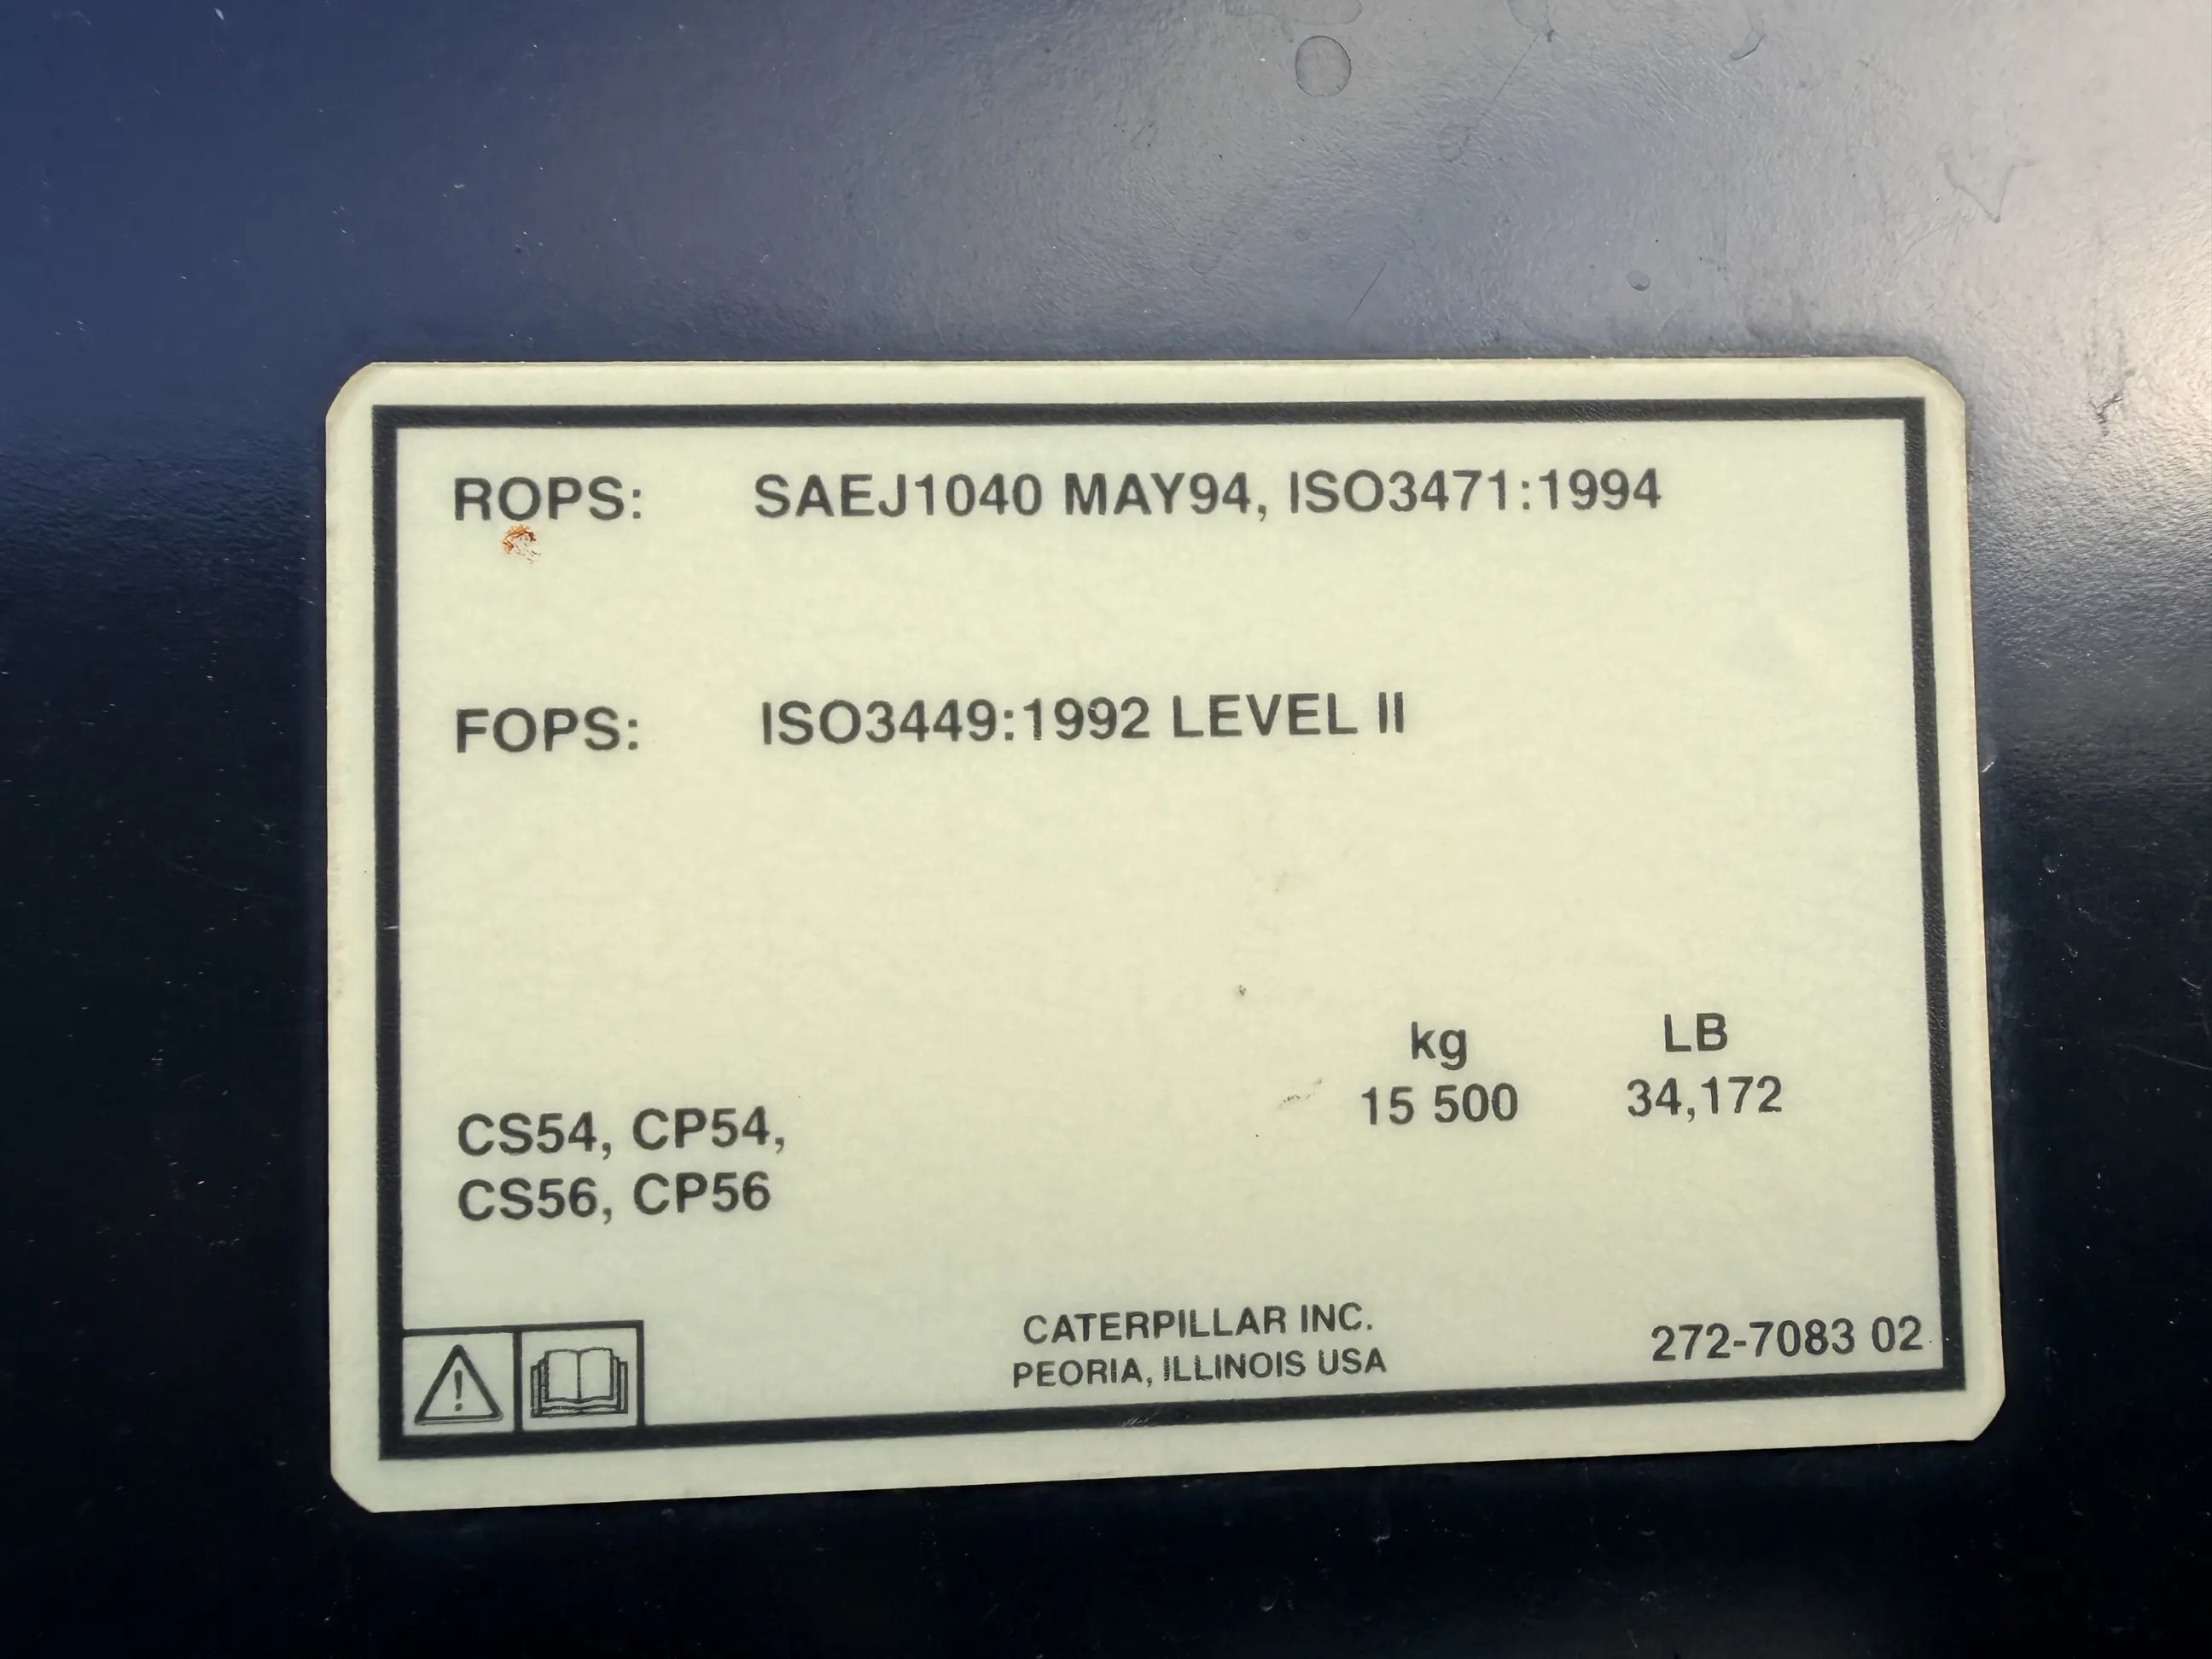 ROPS: SAEJ1040 MAY94, ISO3471:1994
FOPS: ISO3449:1992 LEVEL II
kg LB
15 500 34,172
CS54, CP54,
CS56, CP56
CATERPILLAR INC.
PEORIA, ILLINOIS USA
272-7083 02